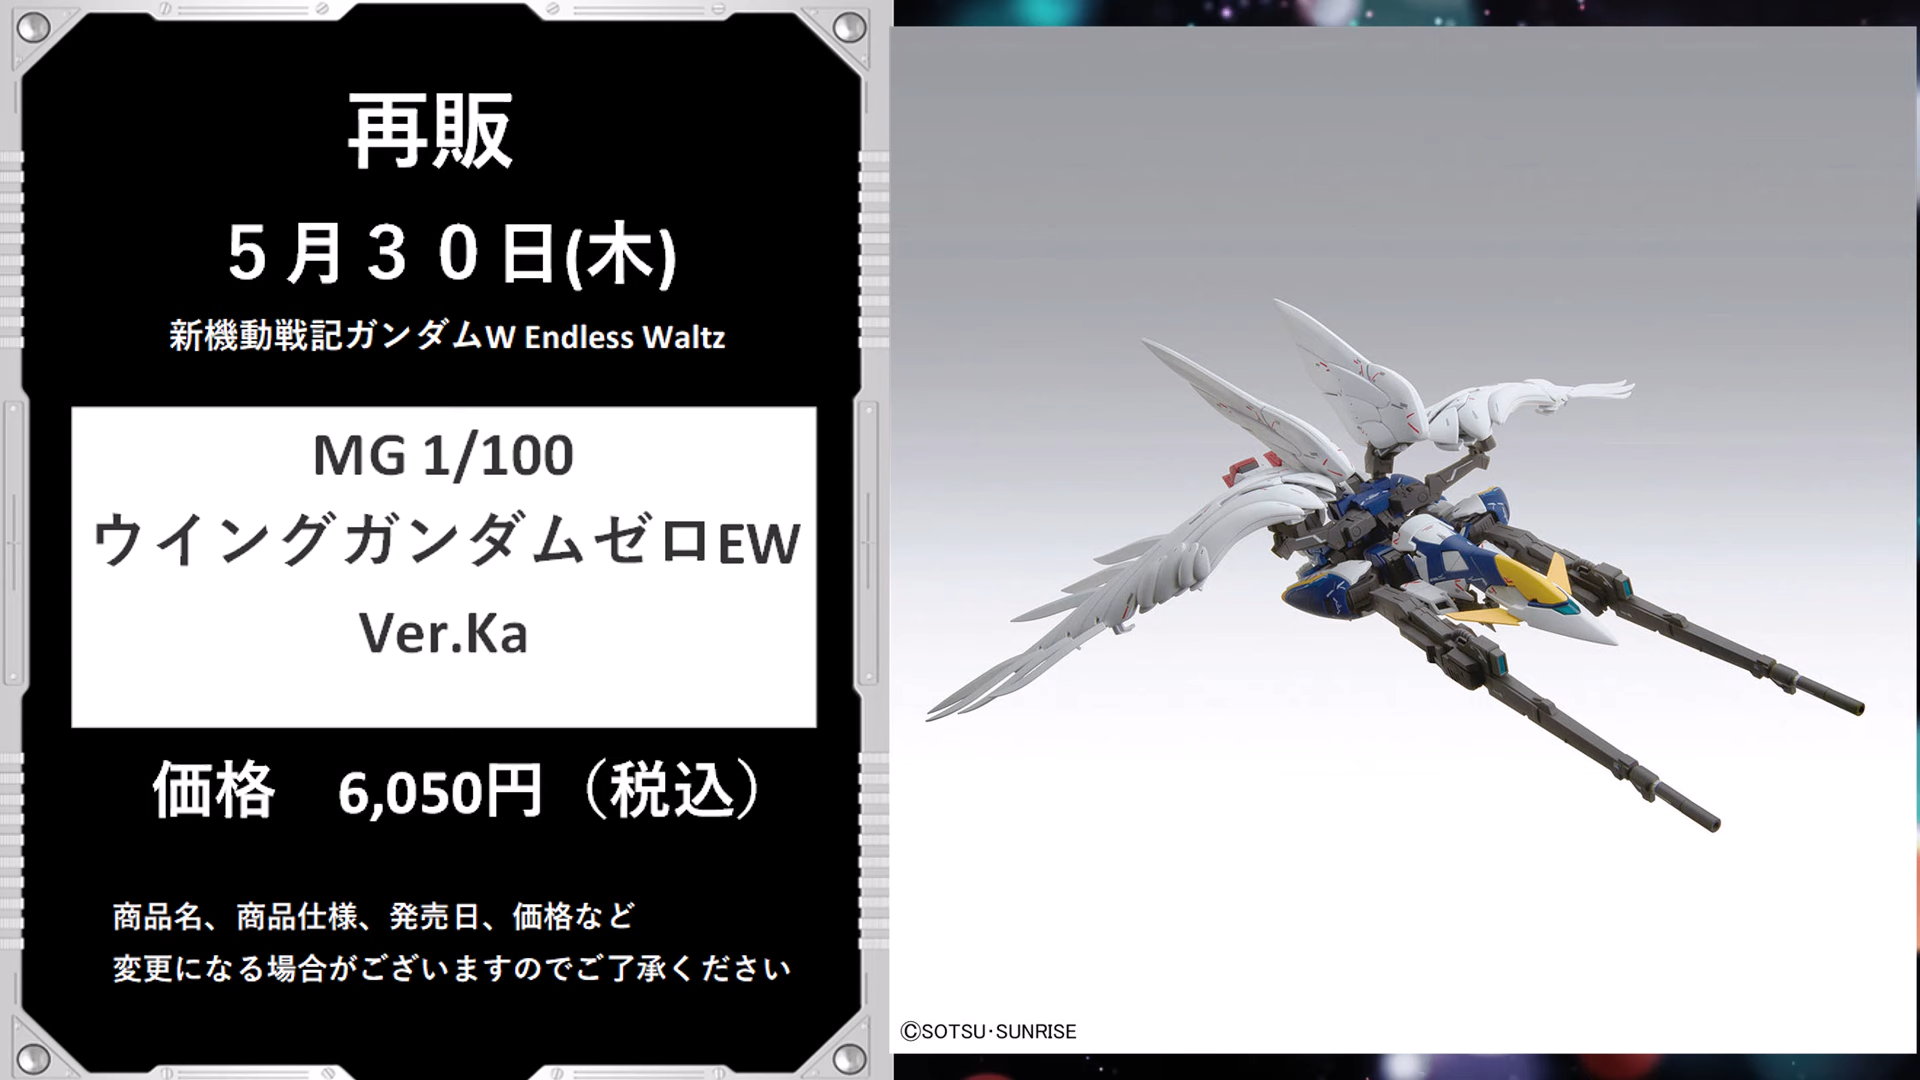 再販
５月３０日(木)
新機動戦記ガンダムW Endless Waltz
MG 1/100
ウイングガンダムゼロEW
Ver.Ka
価格　6,050円（税込）
商品名、商品仕様、発売日、価格など
変更になる場合がございますのでご了承ください
©SOTSU･SUNRISE